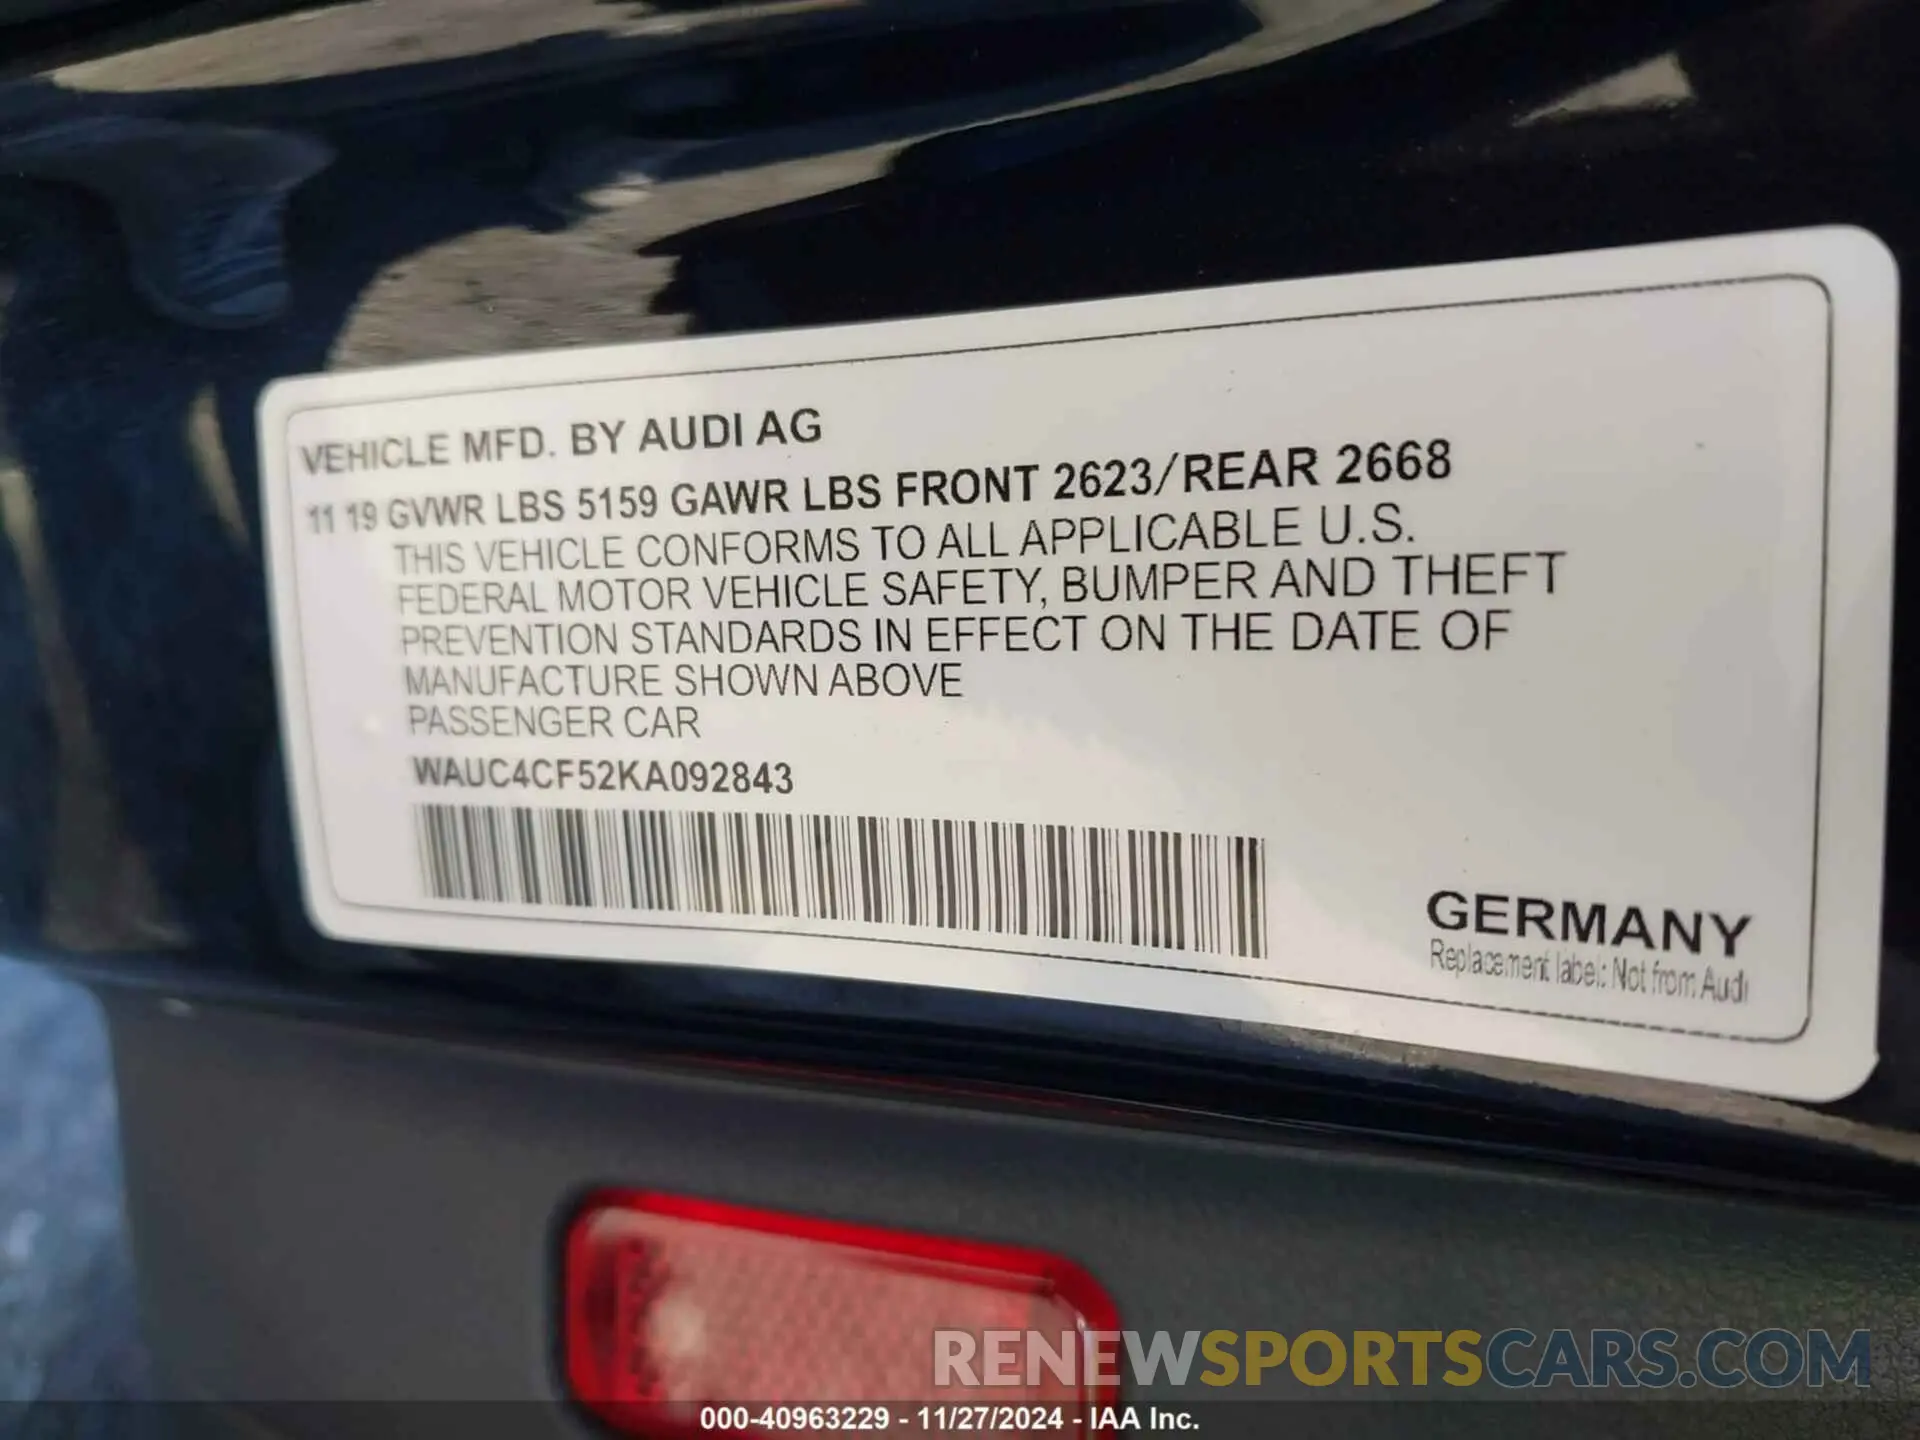 VEHICLE MFD. BY AUDI AG
11 19 GVWR LBS 5159 GAWR LBS FRONT 2623/REAR 2668
THIS VEHICLE CONFORMS TO ALL APPLICABLE U.S.
FEDERAL MOTOR VEHICLE SAFETY, BUMPER AND THEFT
PREVENTION STANDARDS IN EFFECT ON THE DATE OF
MANUFACTURE SHOWN ABOVE
PASSENGER CAR
WAUC4CF52KA092843
GERMANY
Replacement label: Not from Audi
RENEWSPORTSCARS.COM
000-40963229 - 11/27/2024 - IAA Inc.